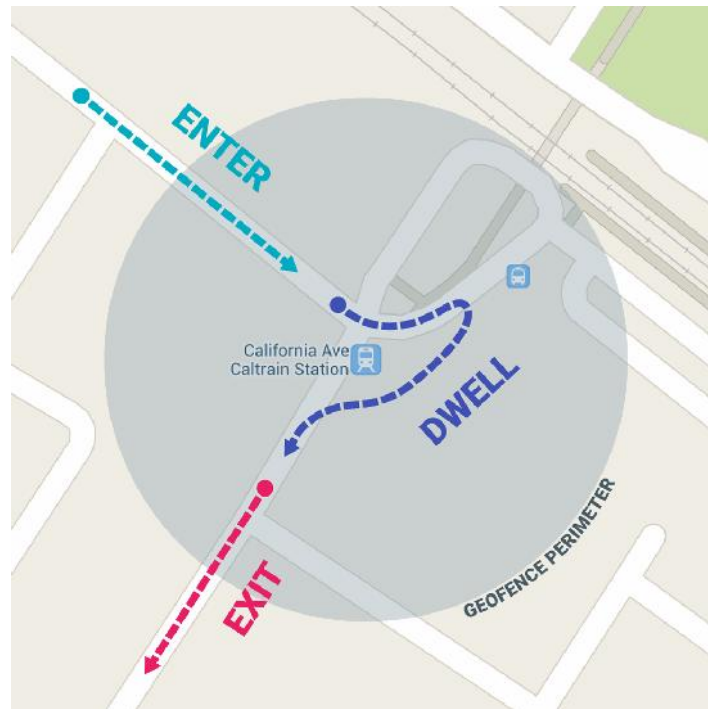 ENTER
California Ave
Caltrain Station
DWELL
GEOFENCE PERIMETER
EXIT